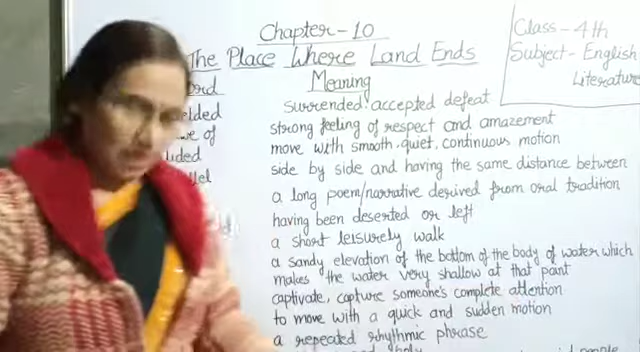 Chapter-10
Class - 4th
The Place Where Land Ends
Subject - English
Literature
Meaning
surrended, accepted defeat
strong feeling of respect and amazement
move with smooth, quiet, continuous motion
side by side and having the same distance between
a long poem/narrative derived from oral tradition
having been deserted or left
a short leisurely walk
a sandy elevation of the bottom of the body of water which
makes the water very shallow at that point
captivate, capture someone's complete attention
to move with a quick and sudden motion
a repeated rhythmic phrase